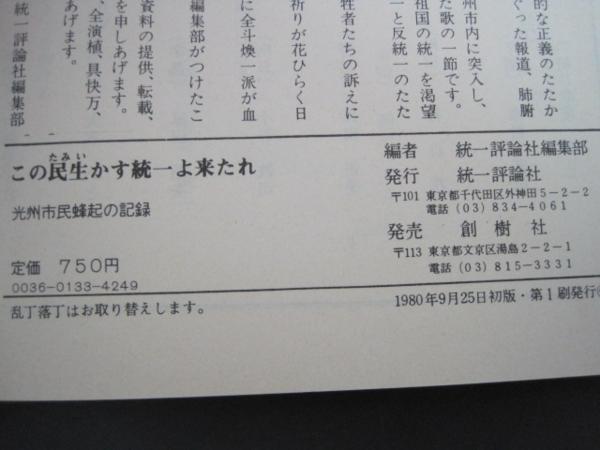 的な正義のたたか
ぐった報道、肺腑
州市内に突入し、
た歌の一節です。
祖国の統一を渇望
ーと反統一のたた
牲者たちの訴えに
祈りが花ひらく日
に全斗煥一派が血
編集部がつけたこ
資料の提供、転載、
を申しあげます。
、全演植、具快万、
あげます。
統一評論社編集部
たみい
この民生かす統一よ来たれ
光州市民蜂起の記録
定価 750円
0036-0133-4249
乱丁落丁はお取り替えします。
編者 統一評論社編集部
発行 統一評論社
〒101 東京都千代田区外神田5-2-2
電話(03)834-4061
発売 創樹社
〒113 東京都文京区湯島2-2-1
電話(03)815-3331
1980年9月25日初版・第1刷発行